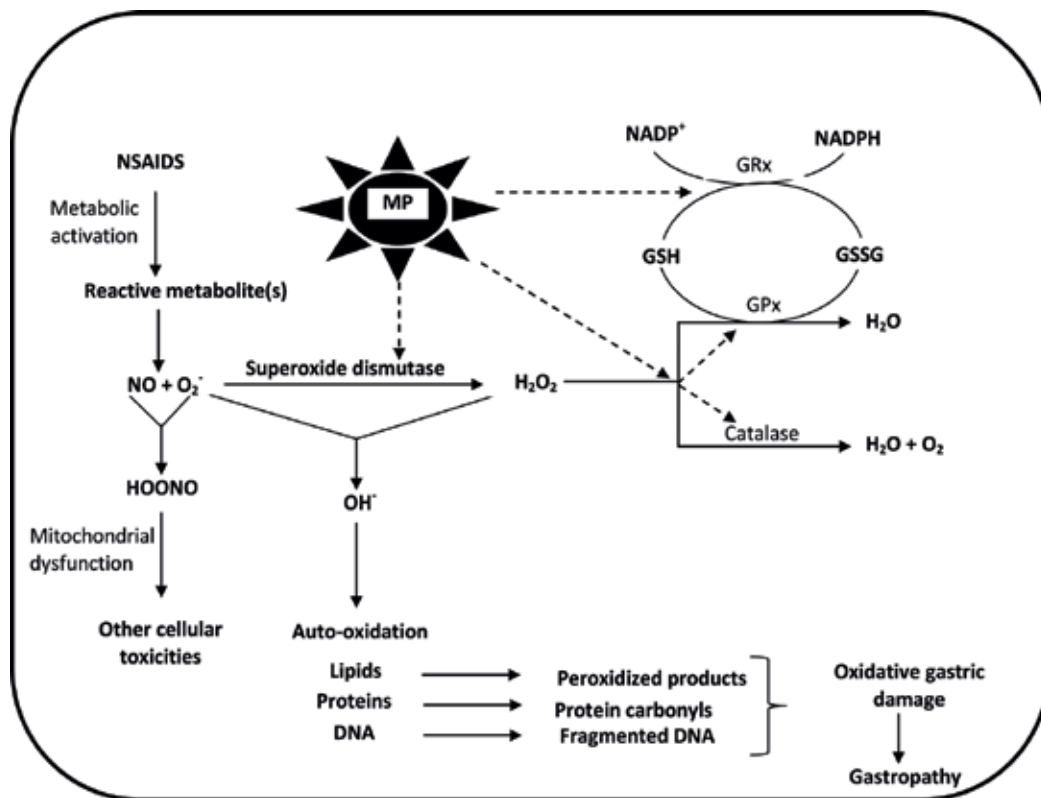 NADP⁺
NADPH
GRx
NSAIDS
MP
Metabolic
activation
GSH
GSSG
Reactive metabolite(s)
GPx
H₂O
Superoxide dismutase
NO + O₂⁻
H₂O₂
Catalase
H₂O + O₂
HOONO
OH⁻
Mitochondrial
dysfunction
Other cellular
toxicities
Auto-oxidation
Lipids
Peroxidized products
Proteins
Protein carbonyls
DNA
Fragmented DNA
Oxidative gastric
damage
Gastropathy